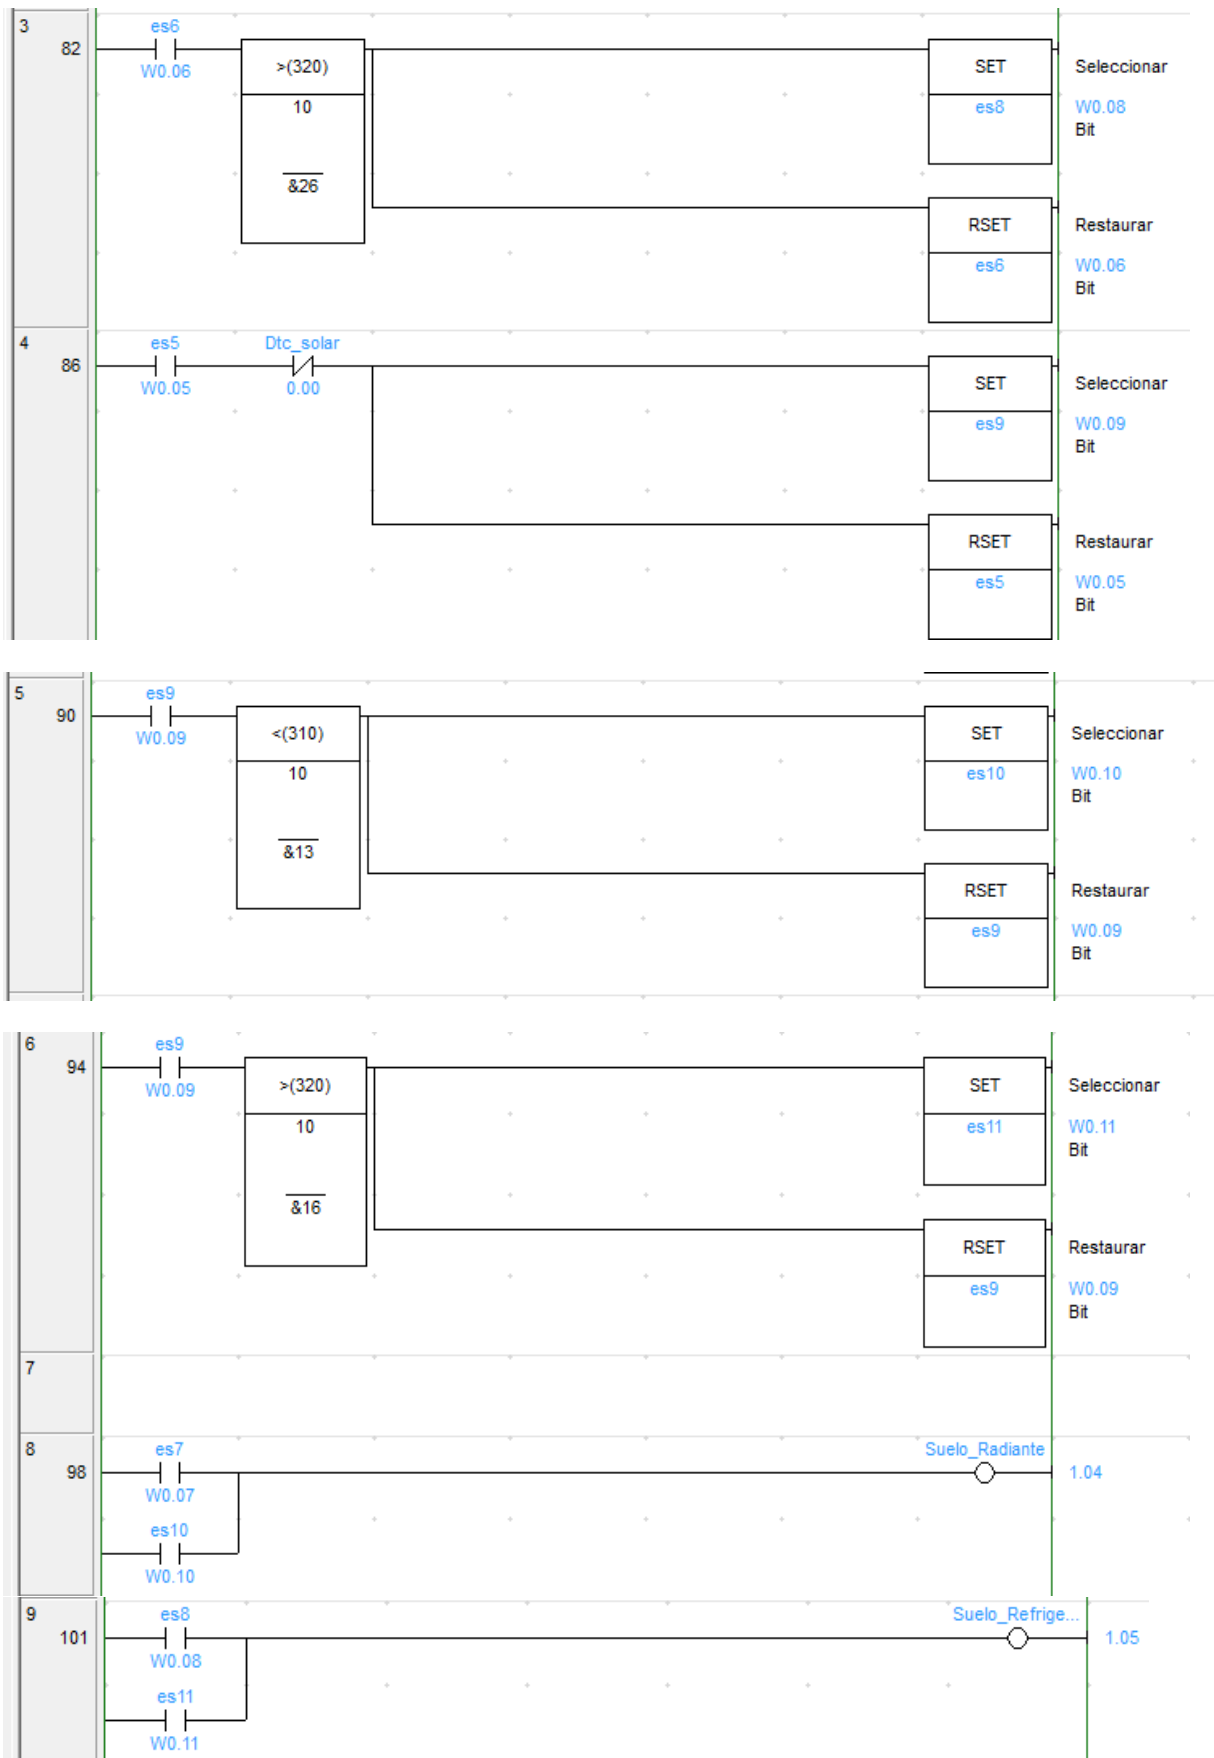 3
82
es6
W0.06
>(320)
10
&26
SET
es8
Seleccionar
W0.08
Bit
RSET
es6
Restaurar
W0.06
Bit
4
86
es5
W0.05
Dtc_solar
0.00
SET
es9
Seleccionar
W0.09
Bit
RSET
es5
Restaurar
W0.05
Bit
5
90
es9
W0.09
<(310)
10
&13
SET
es10
Seleccionar
W0.10
Bit
RSET
es9
Restaurar
W0.09
Bit
6
94
es9
W0.09
>(320)
10
&16
SET
es11
Seleccionar
W0.11
Bit
RSET
es9
Restaurar
W0.09
Bit
7
8
98
es7
W0.07
es10
W0.10
Suelo_Radiante
1.04
9
101
es8
W0.08
es11
W0.11
Suelo_Refrige...
1.05